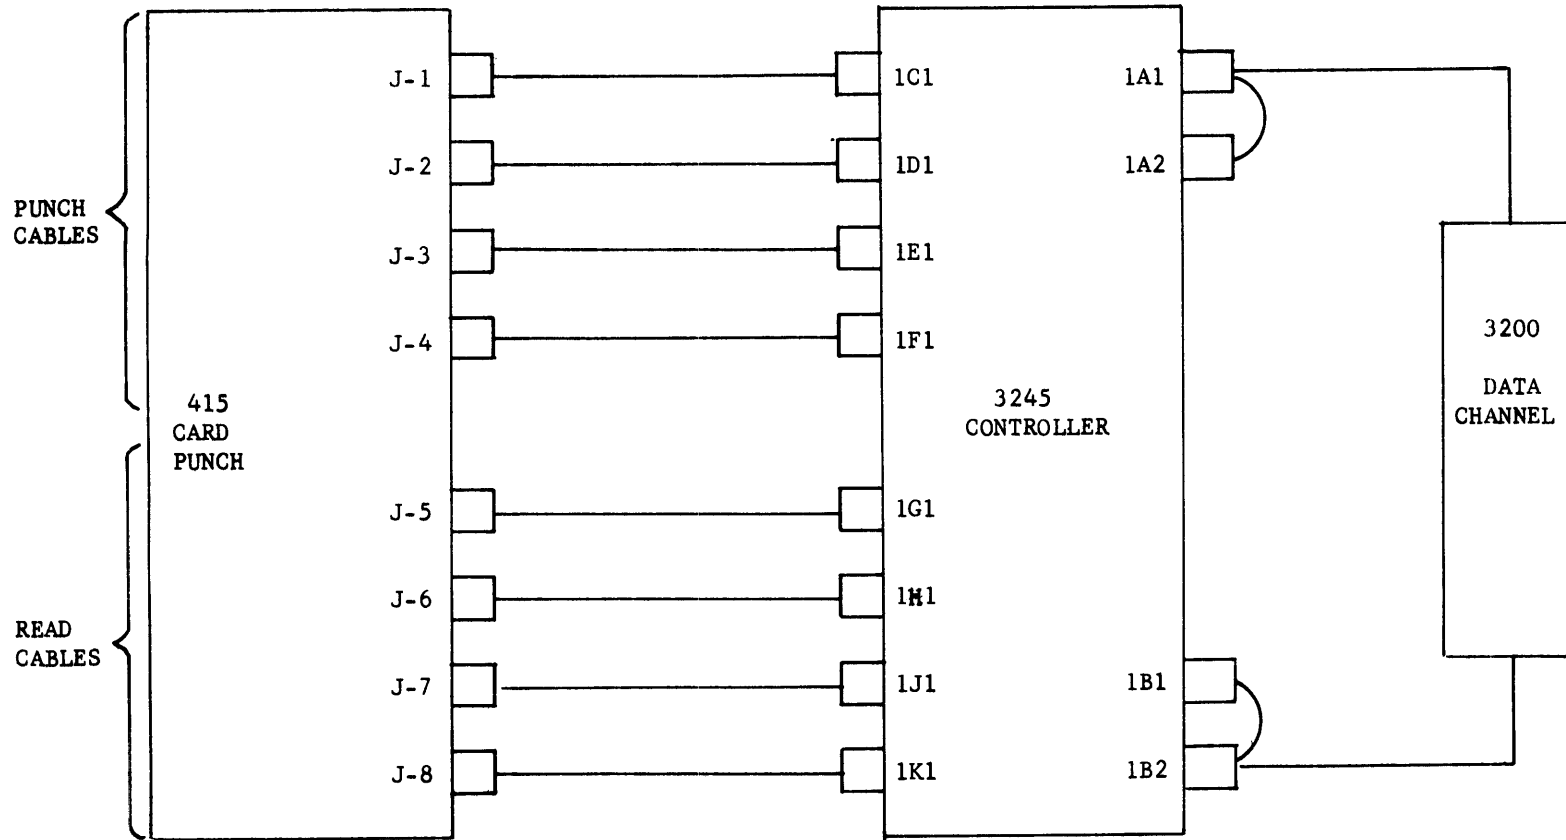 PUNCH
CABLES
READ
CABLES
415
CARD
PUNCH
J-1
J-2
J-3
J-4
J-5
J-6
J-7
J-8
1C1
1D1
1E1
1F1
1G1
1H1
1J1
1K1
3245
CONTROLLER
1A1
1A2
1B1
1B2
3200
DATA
CHANNEL